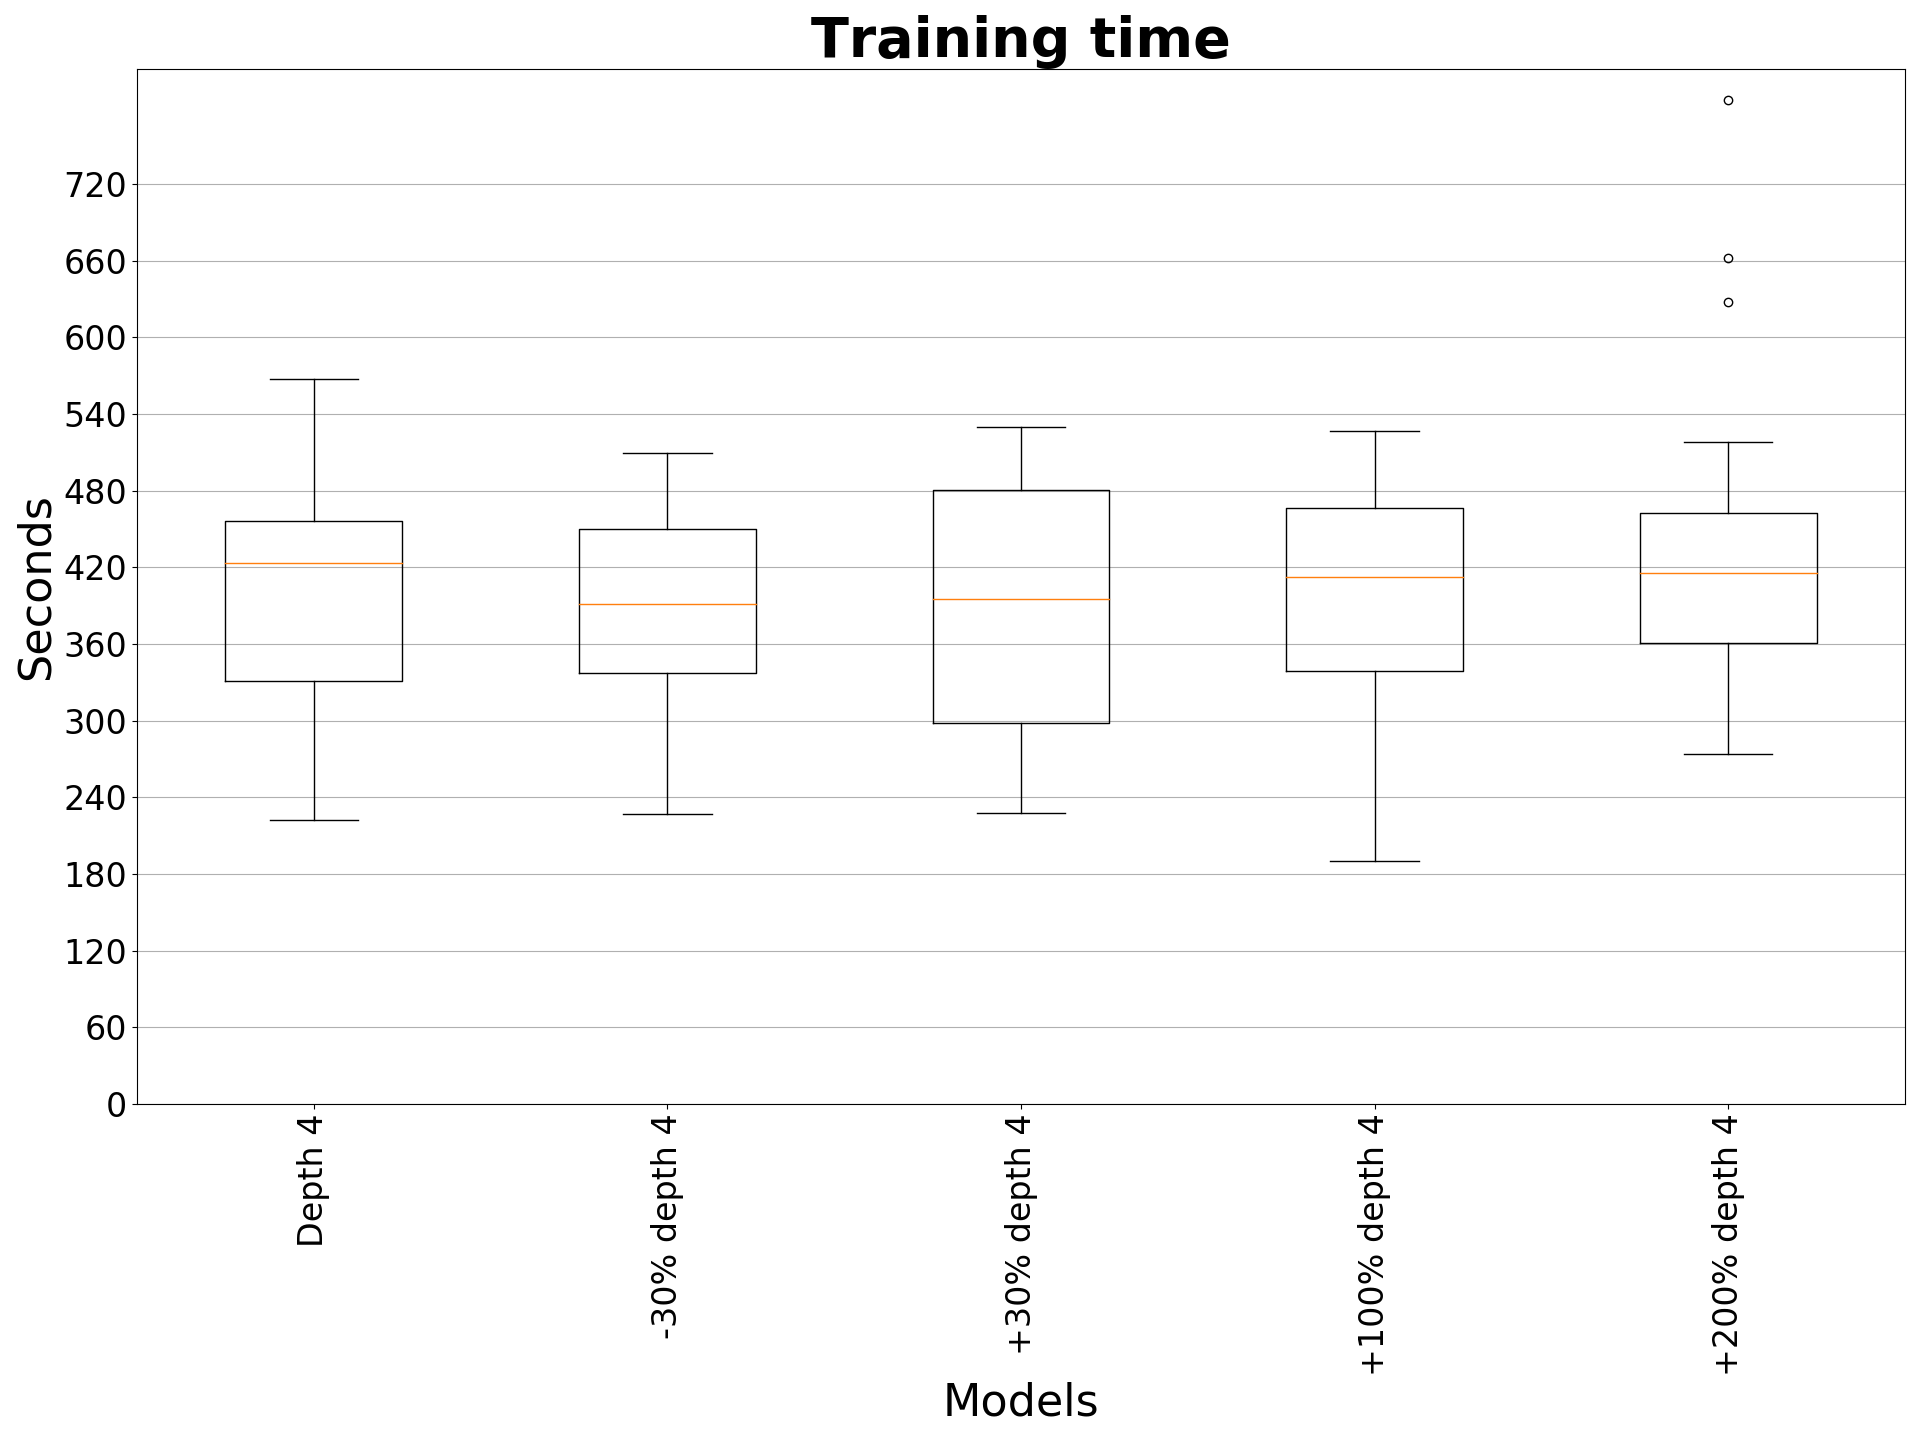 Training time
Seconds
720
660
600
540
480
420
360
300
240
180
120
60
0
Depth 4
-30% depth 4
+30% depth 4
+100% depth 4
+200% depth 4
Models